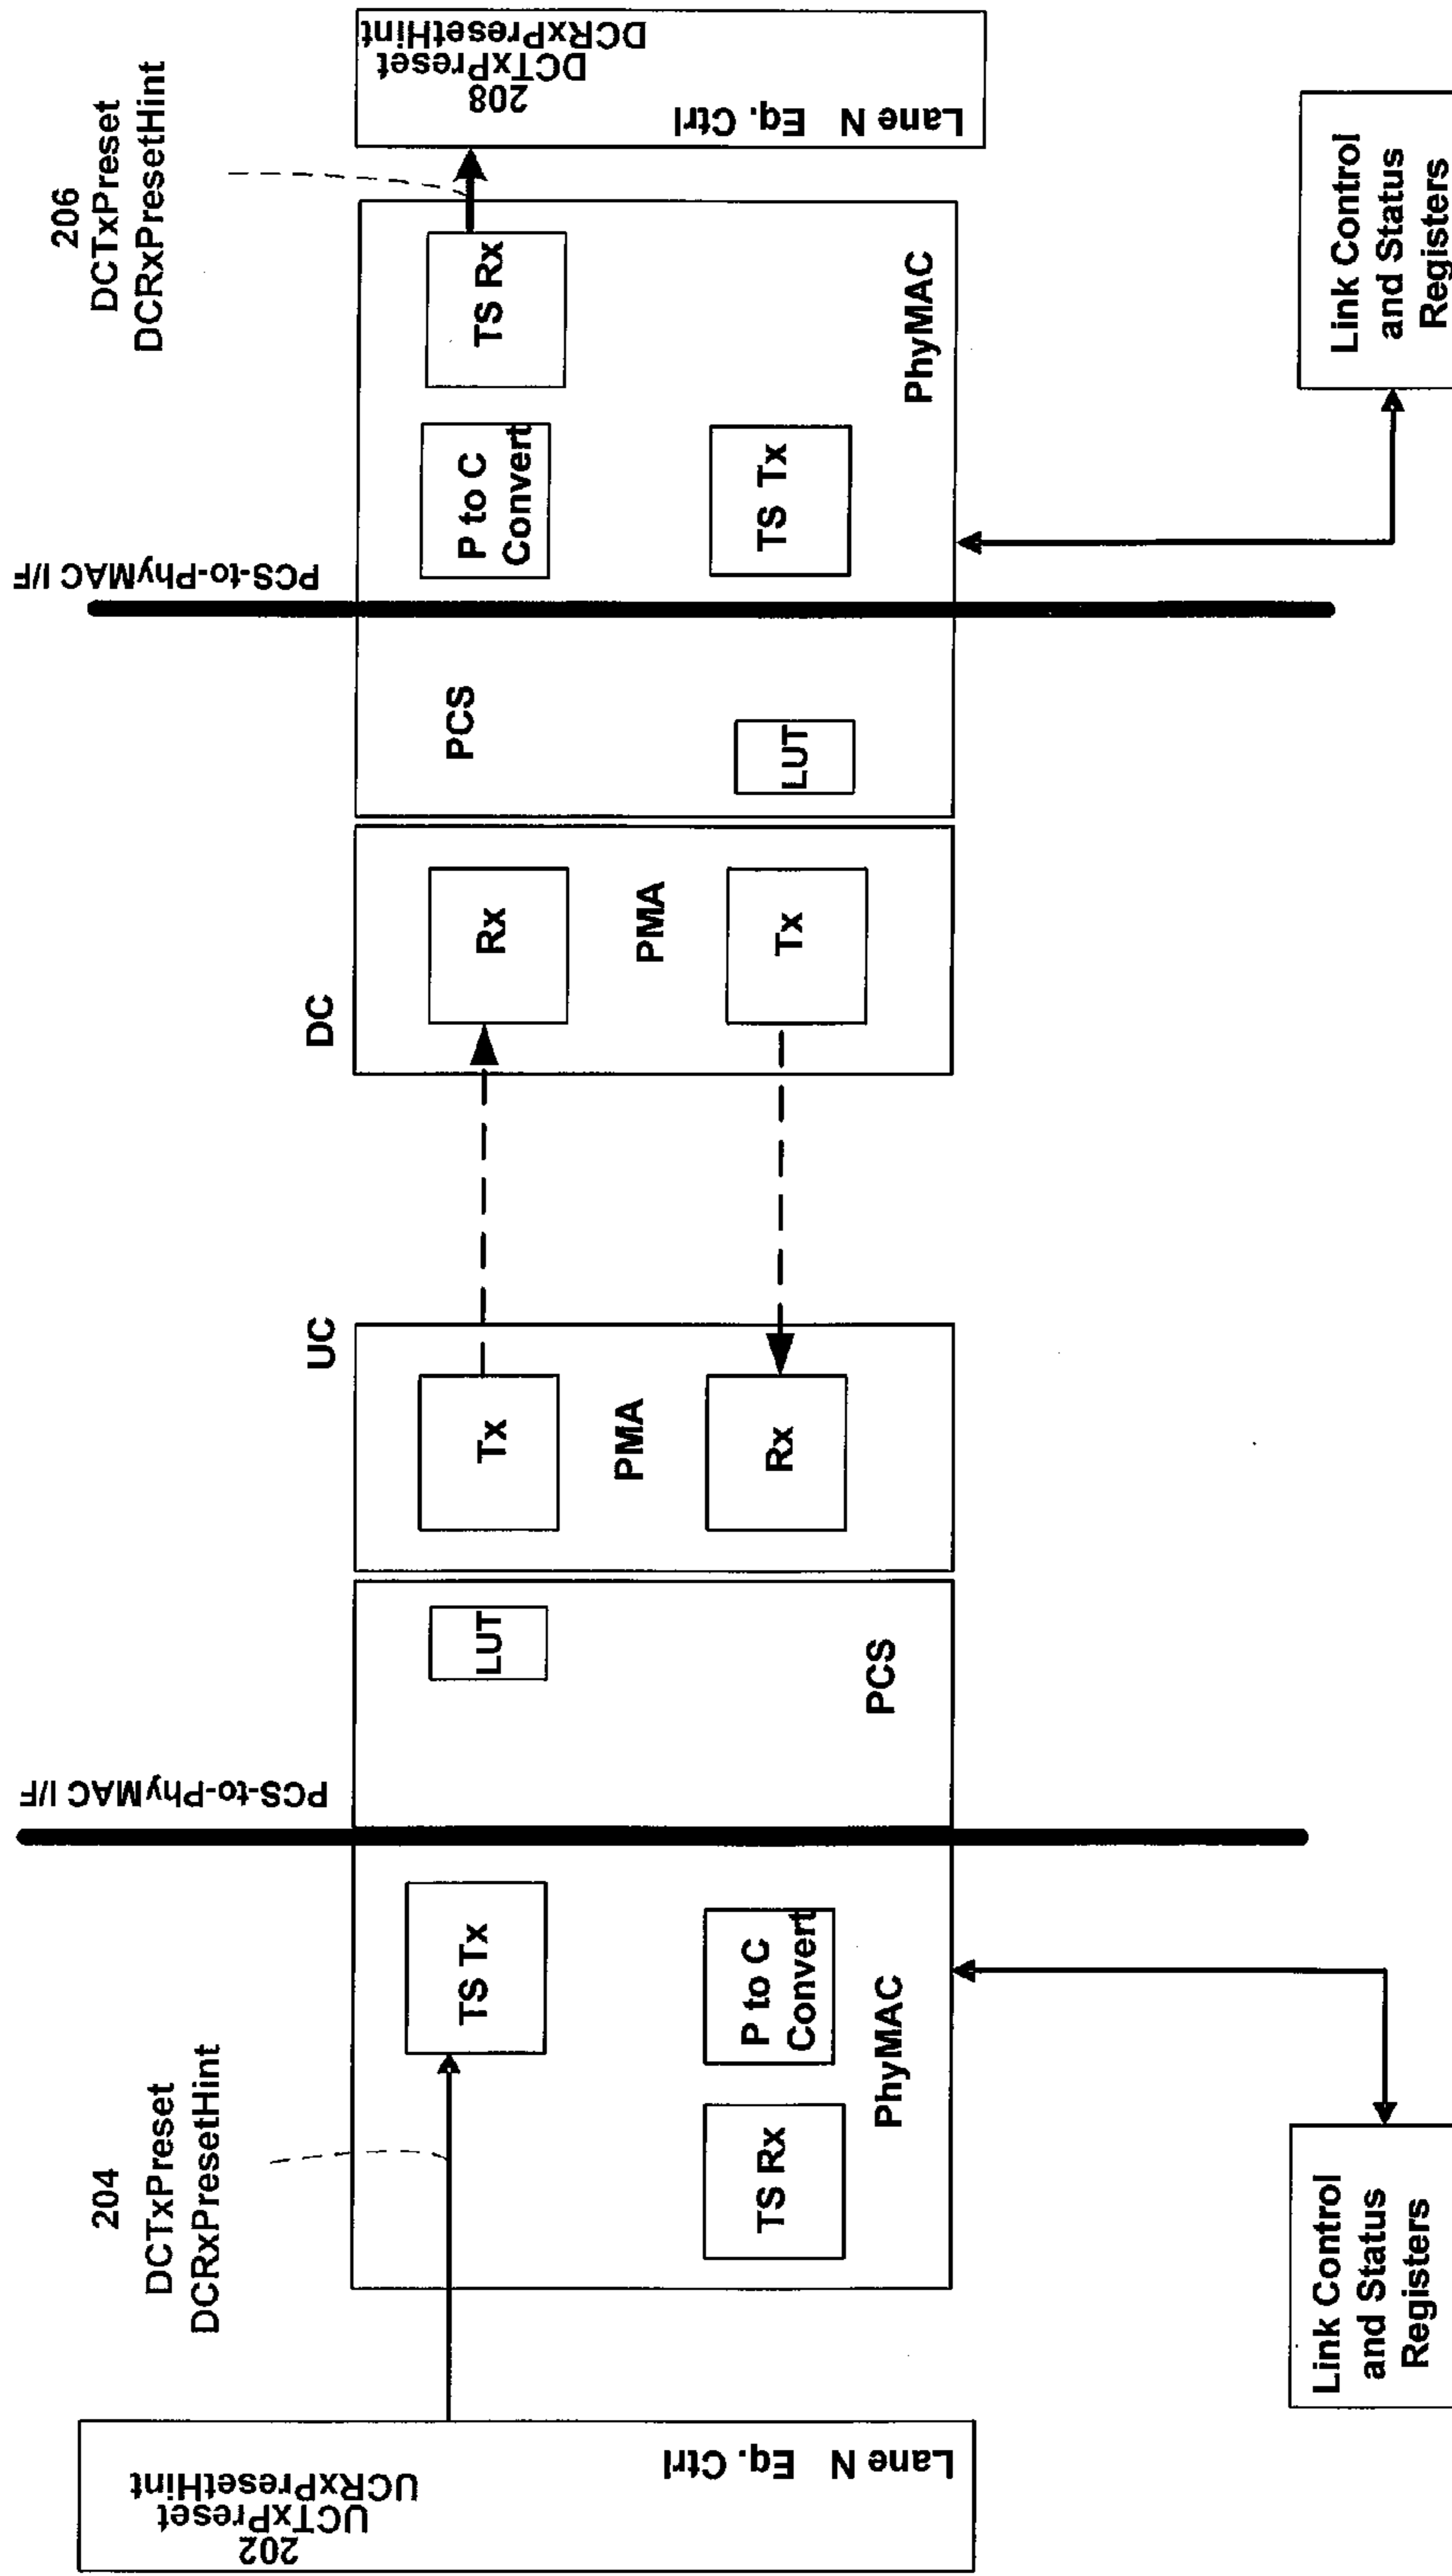 202
UCTxPreset
UCRxPresetHint
Lane N Eq. Ctrl
204
DCTxPreset
DCRxPresetHint
TS Tx
TS Rx
P to C
Convert
PhyMAC
PCS-to-PhyMAC I/F
LUT
PCS
UC
Tx
PMA
Rx
Link Control
and Status
Registers
DC
Rx
PMA
Tx
PCS
LUT
PCS-to-PhyMAC I/F
P to C
Convert
TS Rx
TS Tx
PhyMAC
206
DCTxPreset
DCRxPresetHint
208
DCTxPreset
DCRxPresetHint
Lane N Eq. Ctrl
Link Control
and Status
Registers